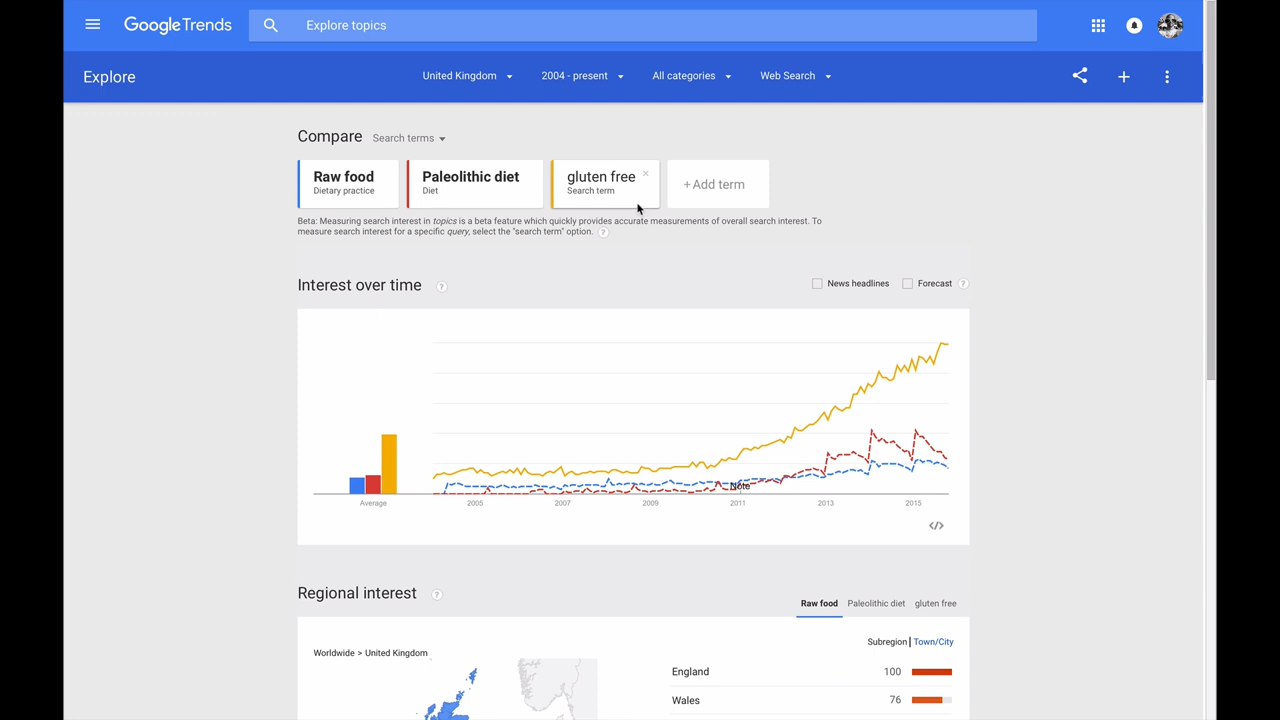 GoogleTrends
Explore topics
Explore
United Kingdom
2004 - present
All categories
Web Search
Compare
Search terms
Raw food
Dietary practice
Paleolithic diet
Diet
gluten free
Search term
+Add term
Beta: Measuring search interest in topics is a beta feature which quickly provides accurate measurements of overall search interest. To
measure search interest for a specific query, select the "search term" option. ?
Interest over time ?
News headlines
Forecast ?
Note
Average
2005
2007
2009
2011
2013
2015
</>
Regional interest ?
Raw food
Paleolithic diet
gluten free
Subregion | Town/City
Worldwide > United Kingdom
England 100
Wales 76